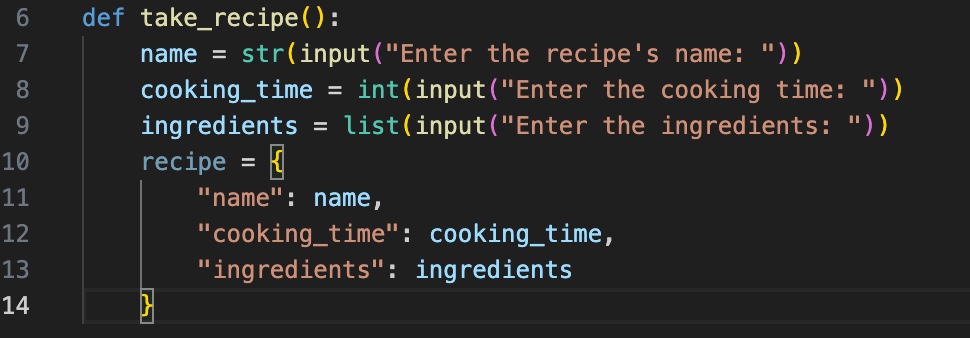 6 def take_recipe():
7     name = str(input("Enter the recipe's name: "))
8     cooking_time = int(input("Enter the cooking time: "))
9     ingredients = list(input("Enter the ingredients: "))
10     recipe = {
11         "name": name,
12         "cooking_time": cooking_time,
13         "ingredients": ingredients
14     }